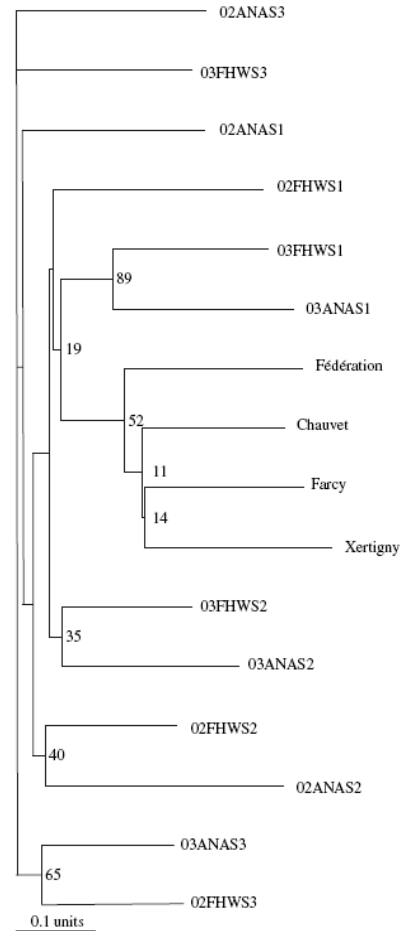 02ANAS3
03FHWS3
02ANAS1
02FHWS1
03FHWS1
89
03ANAS1
19
Fédération
52
Chauvet
11
Farcy
14
Xertigny
03FHWS2
35
03ANAS2
02FHWS2
40
02ANAS2
03ANAS3
65
02FHWS3
0.1 units